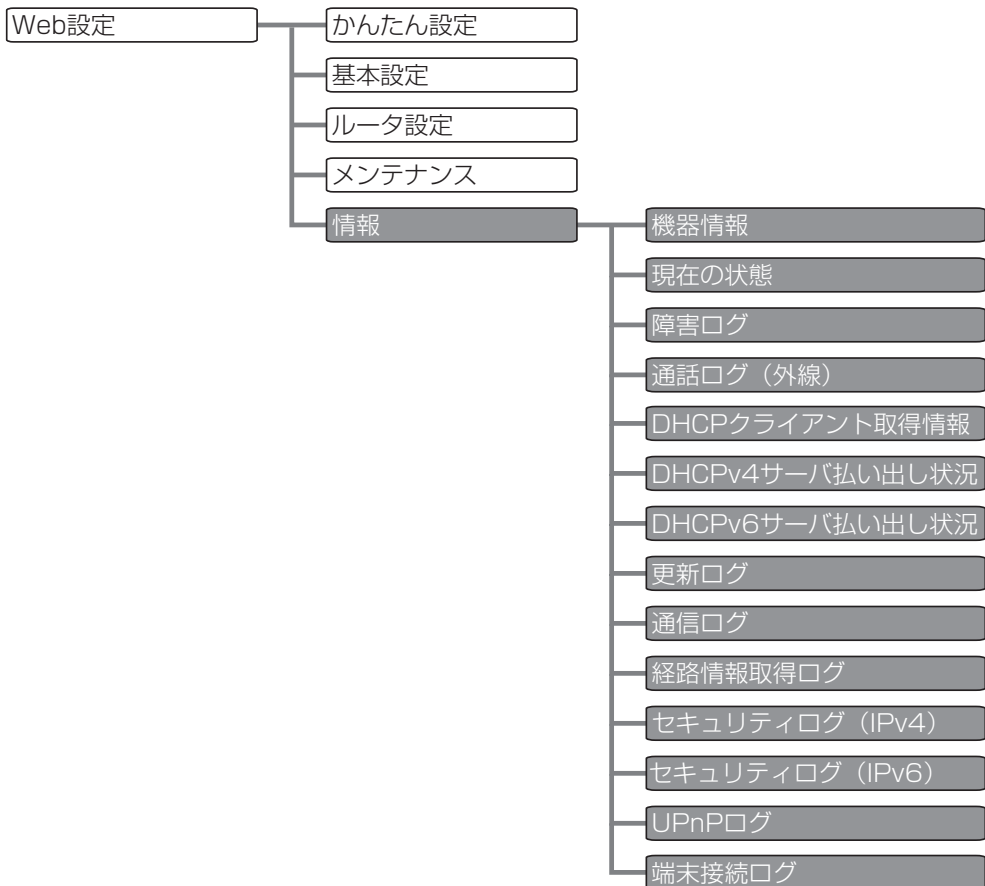 Web設定
かんたん設定
基本設定
ルータ設定
メンテナンス
情報
機器情報
現在の状態
障害ログ
通話ログ（外線）
DHCPクライアント取得情報
DHCPv4サーバ払い出し状況
DHCPv6サーバ払い出し状況
更新ログ
通信ログ
経路情報取得ログ
セキュリティログ（IPv4）
セキュリティログ（IPv6）
UPnPログ
端末接続ログ